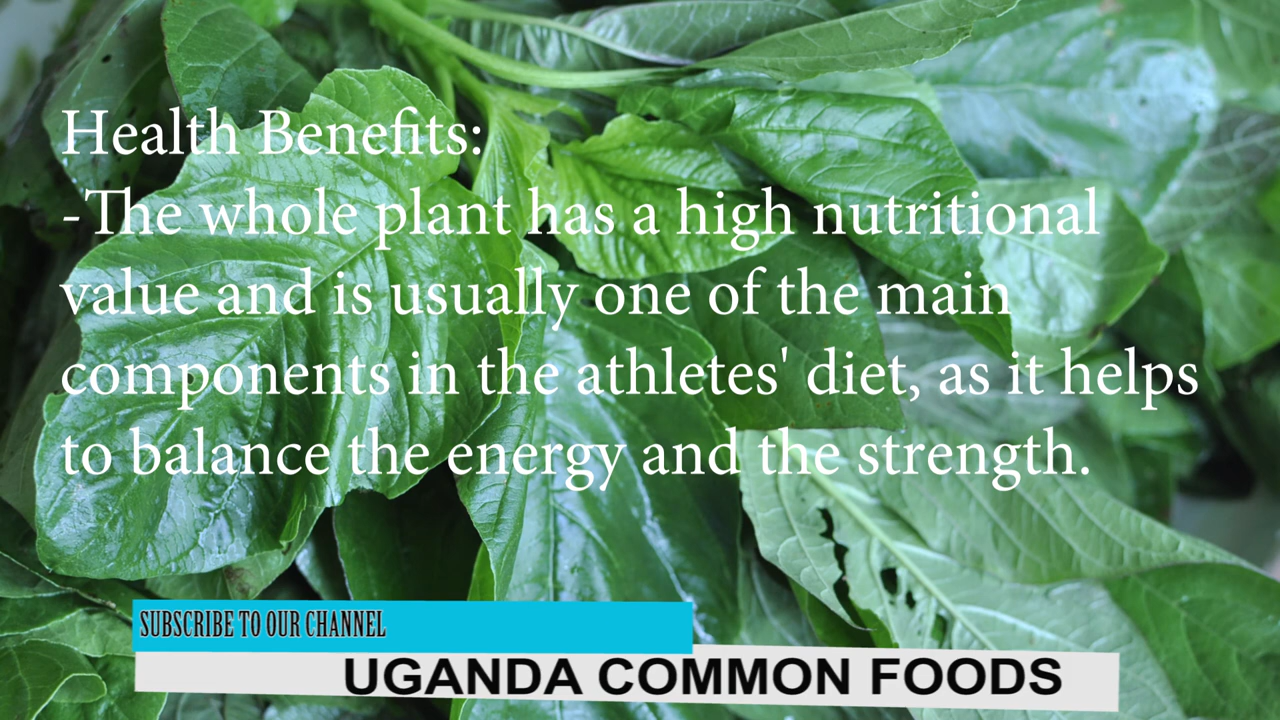 Health Benefits:
-The whole plant has a high nutritional
value and is usually one of the main
components in the athletes' diet, as it helps
to balance the energy and the strength.
SUBSCRIBE TO OUR CHANNEL
UGANDA COMMON FOODS